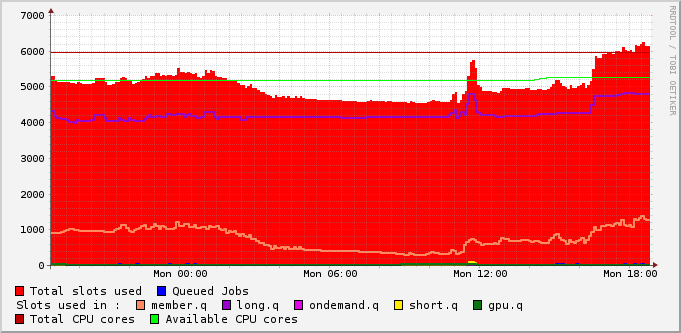 7000
6000
5000
4000
3000
2000
1000
0
Mon 00:00 Mon 06:00 Mon 12:00 Mon 18:00
Total slots used Queued Jobs
Slots used in : member.q long.q ondemand.q short.q gpu.q
Total CPU cores Available CPU cores
RRDTOOL / TOBI OETIKER